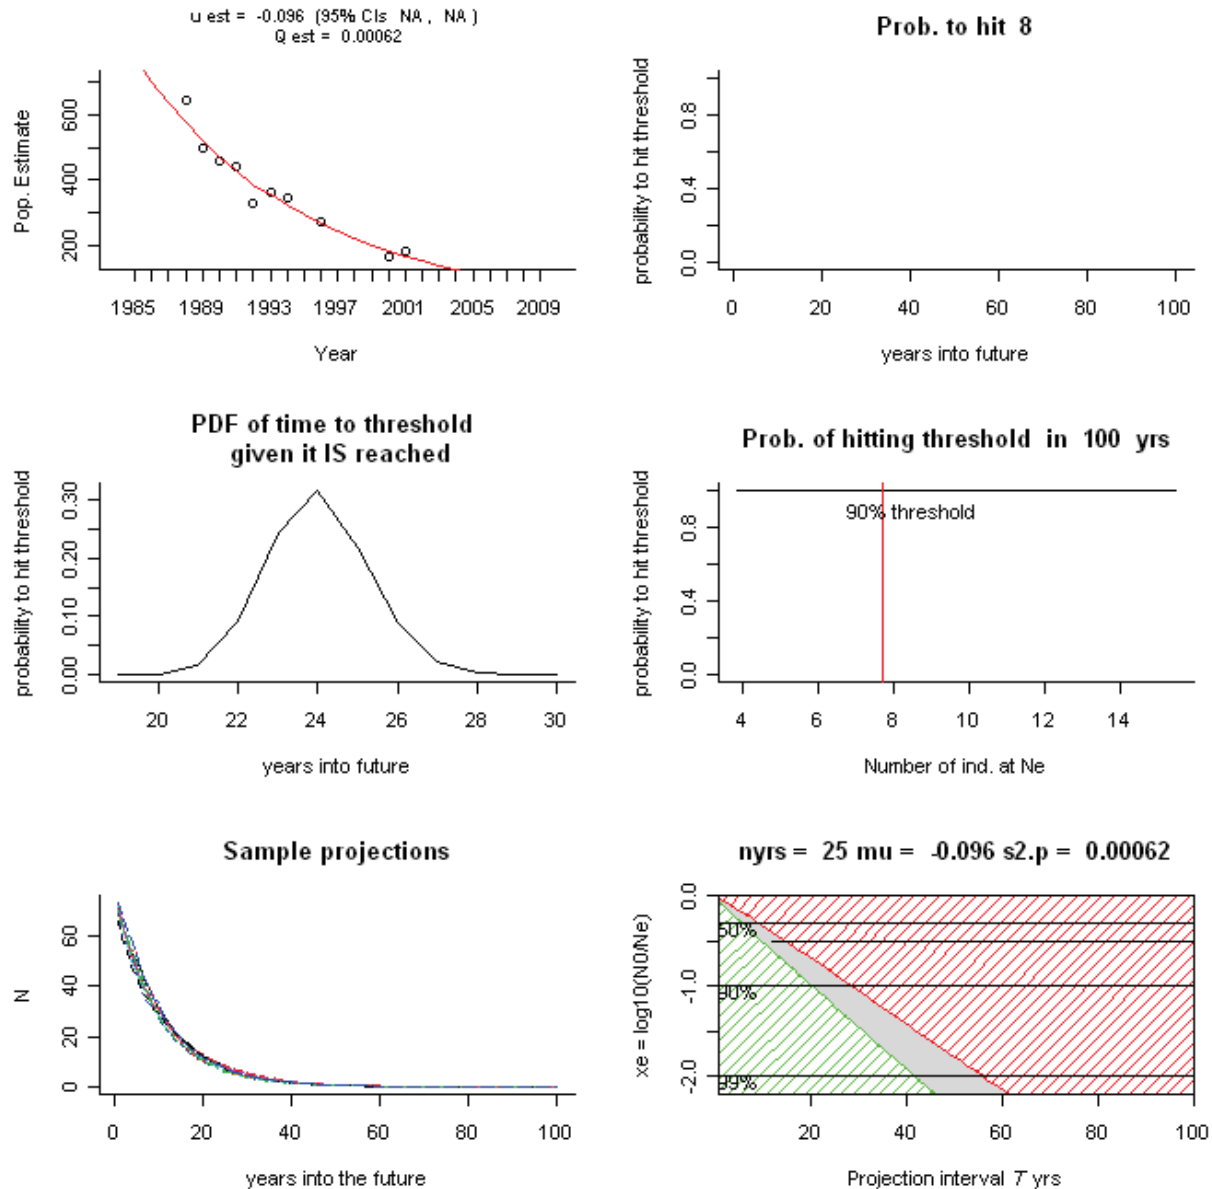 u est = -0.096 (95% CIs NA , NA )
Q est = 0.00062
Pop. Estimate
200 400 600
1985 1989 1993 1997 2001 2005 2009
Year
Prob. to hit 8
probability to hit threshold
0.0 0.4 0.8
0 20 40 60 80 100
years into future
PDF of time to threshold
given it IS reached
probability to hit threshold
0.00 0.10 0.20 0.30
20 22 24 26 28 30
years into future
Prob. of hitting threshold in 100 yrs
probability to hit threshold
0.0 0.4 0.8
90% threshold
4 6 8 10 12 14
Number of ind. at Ne
Sample projections
N
0 20 40 60
0 20 40 60 80 100
years into the future
nyrs = 25 mu = -0.096 s2.p = 0.00062
xe = log10(N0/Ne)
-2.0 -1.0 0.0
50%
90%
99%
20 40 60 80 100
Projection interval T yrs